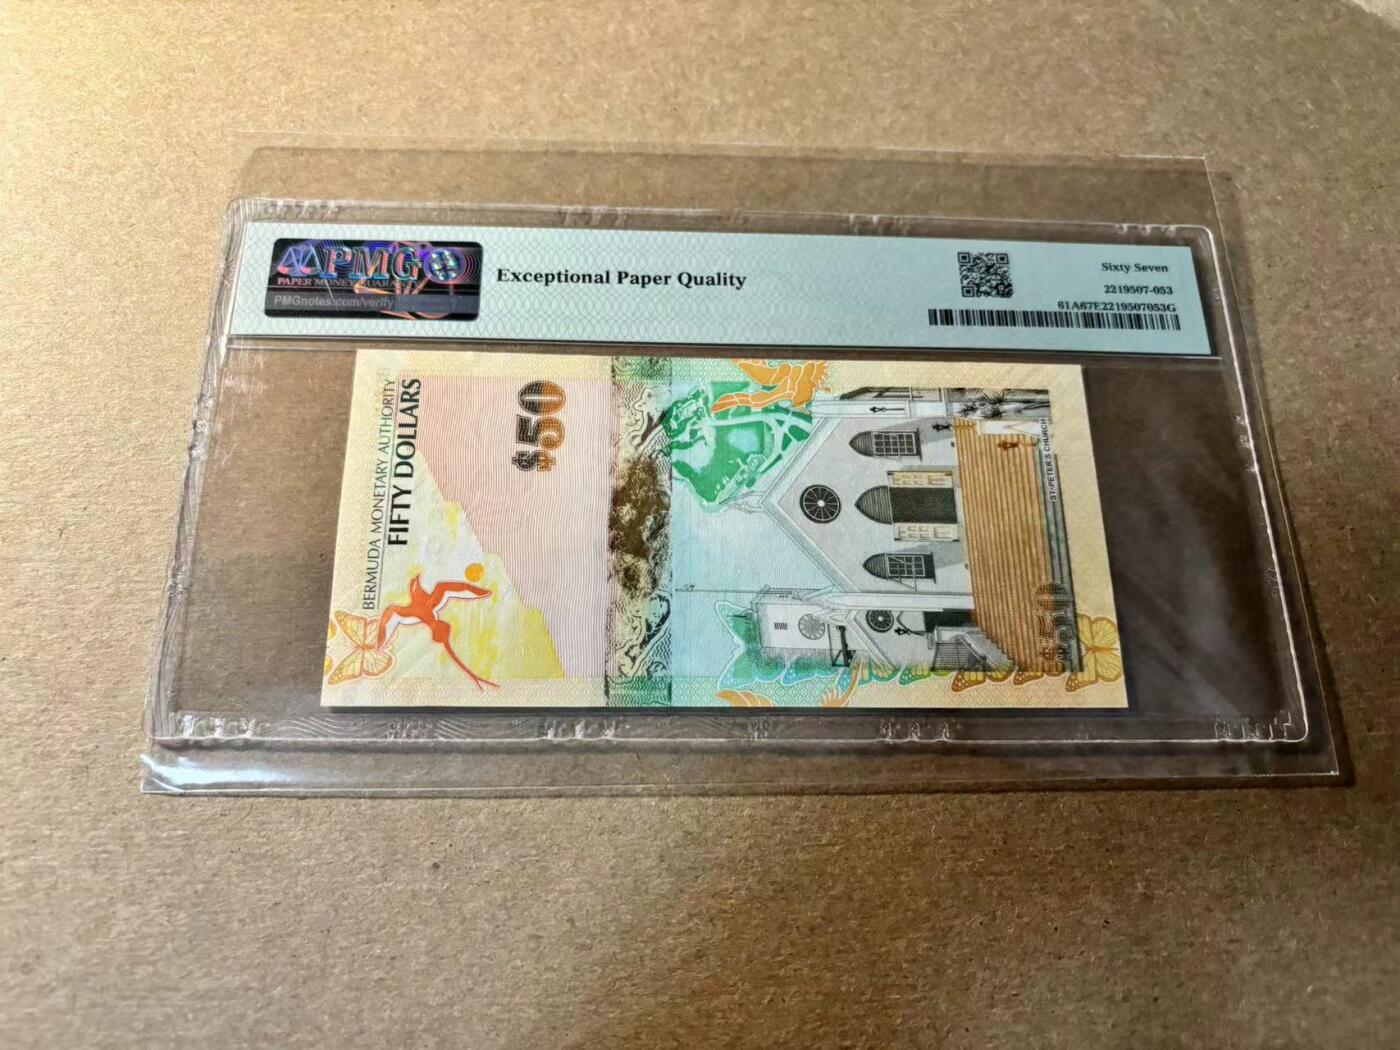 PMG
PAPER MONEY GUARANTY
PMGnotes.com/verify
Exceptional Paper Quality
Sixty Seven
2219507-053
61A67E2219507053G
BERMUDA MONETARY AUTHORITY
FIFTY DOLLARS
$50
ST. PETER'S CHURCH
$50